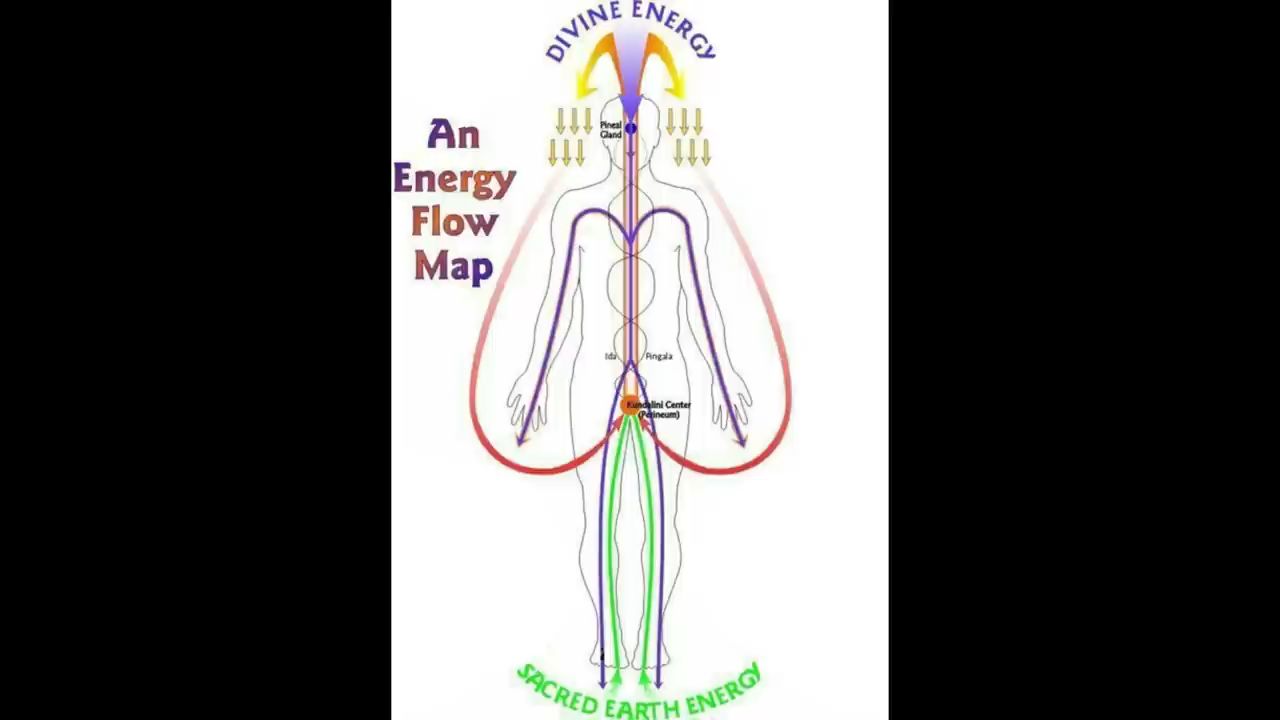 DIVINE ENERGY
An
Energy
Flow
Map
Pineal
Gland
Ida
Pingala
Kundalini Center
(Perineum)
SACRED EARTH ENERGY